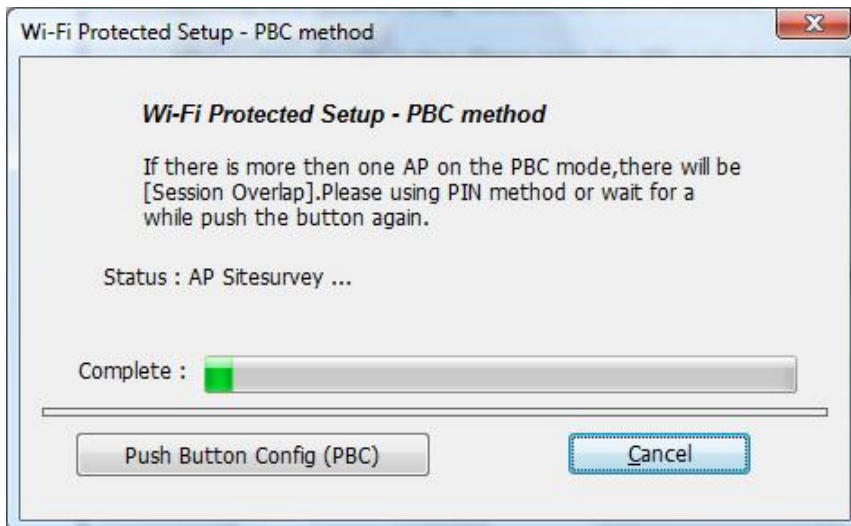 Wi-Fi Protected Setup - PBC method
Wi-Fi Protected Setup - PBC method
If there is more then one AP on the PBC mode,there will be
[Session Overlap].Please using PIN method or wait for a
while push the button again.
Status : AP Sitesurvey ...
Complete :
Push Button Config (PBC)
Cancel